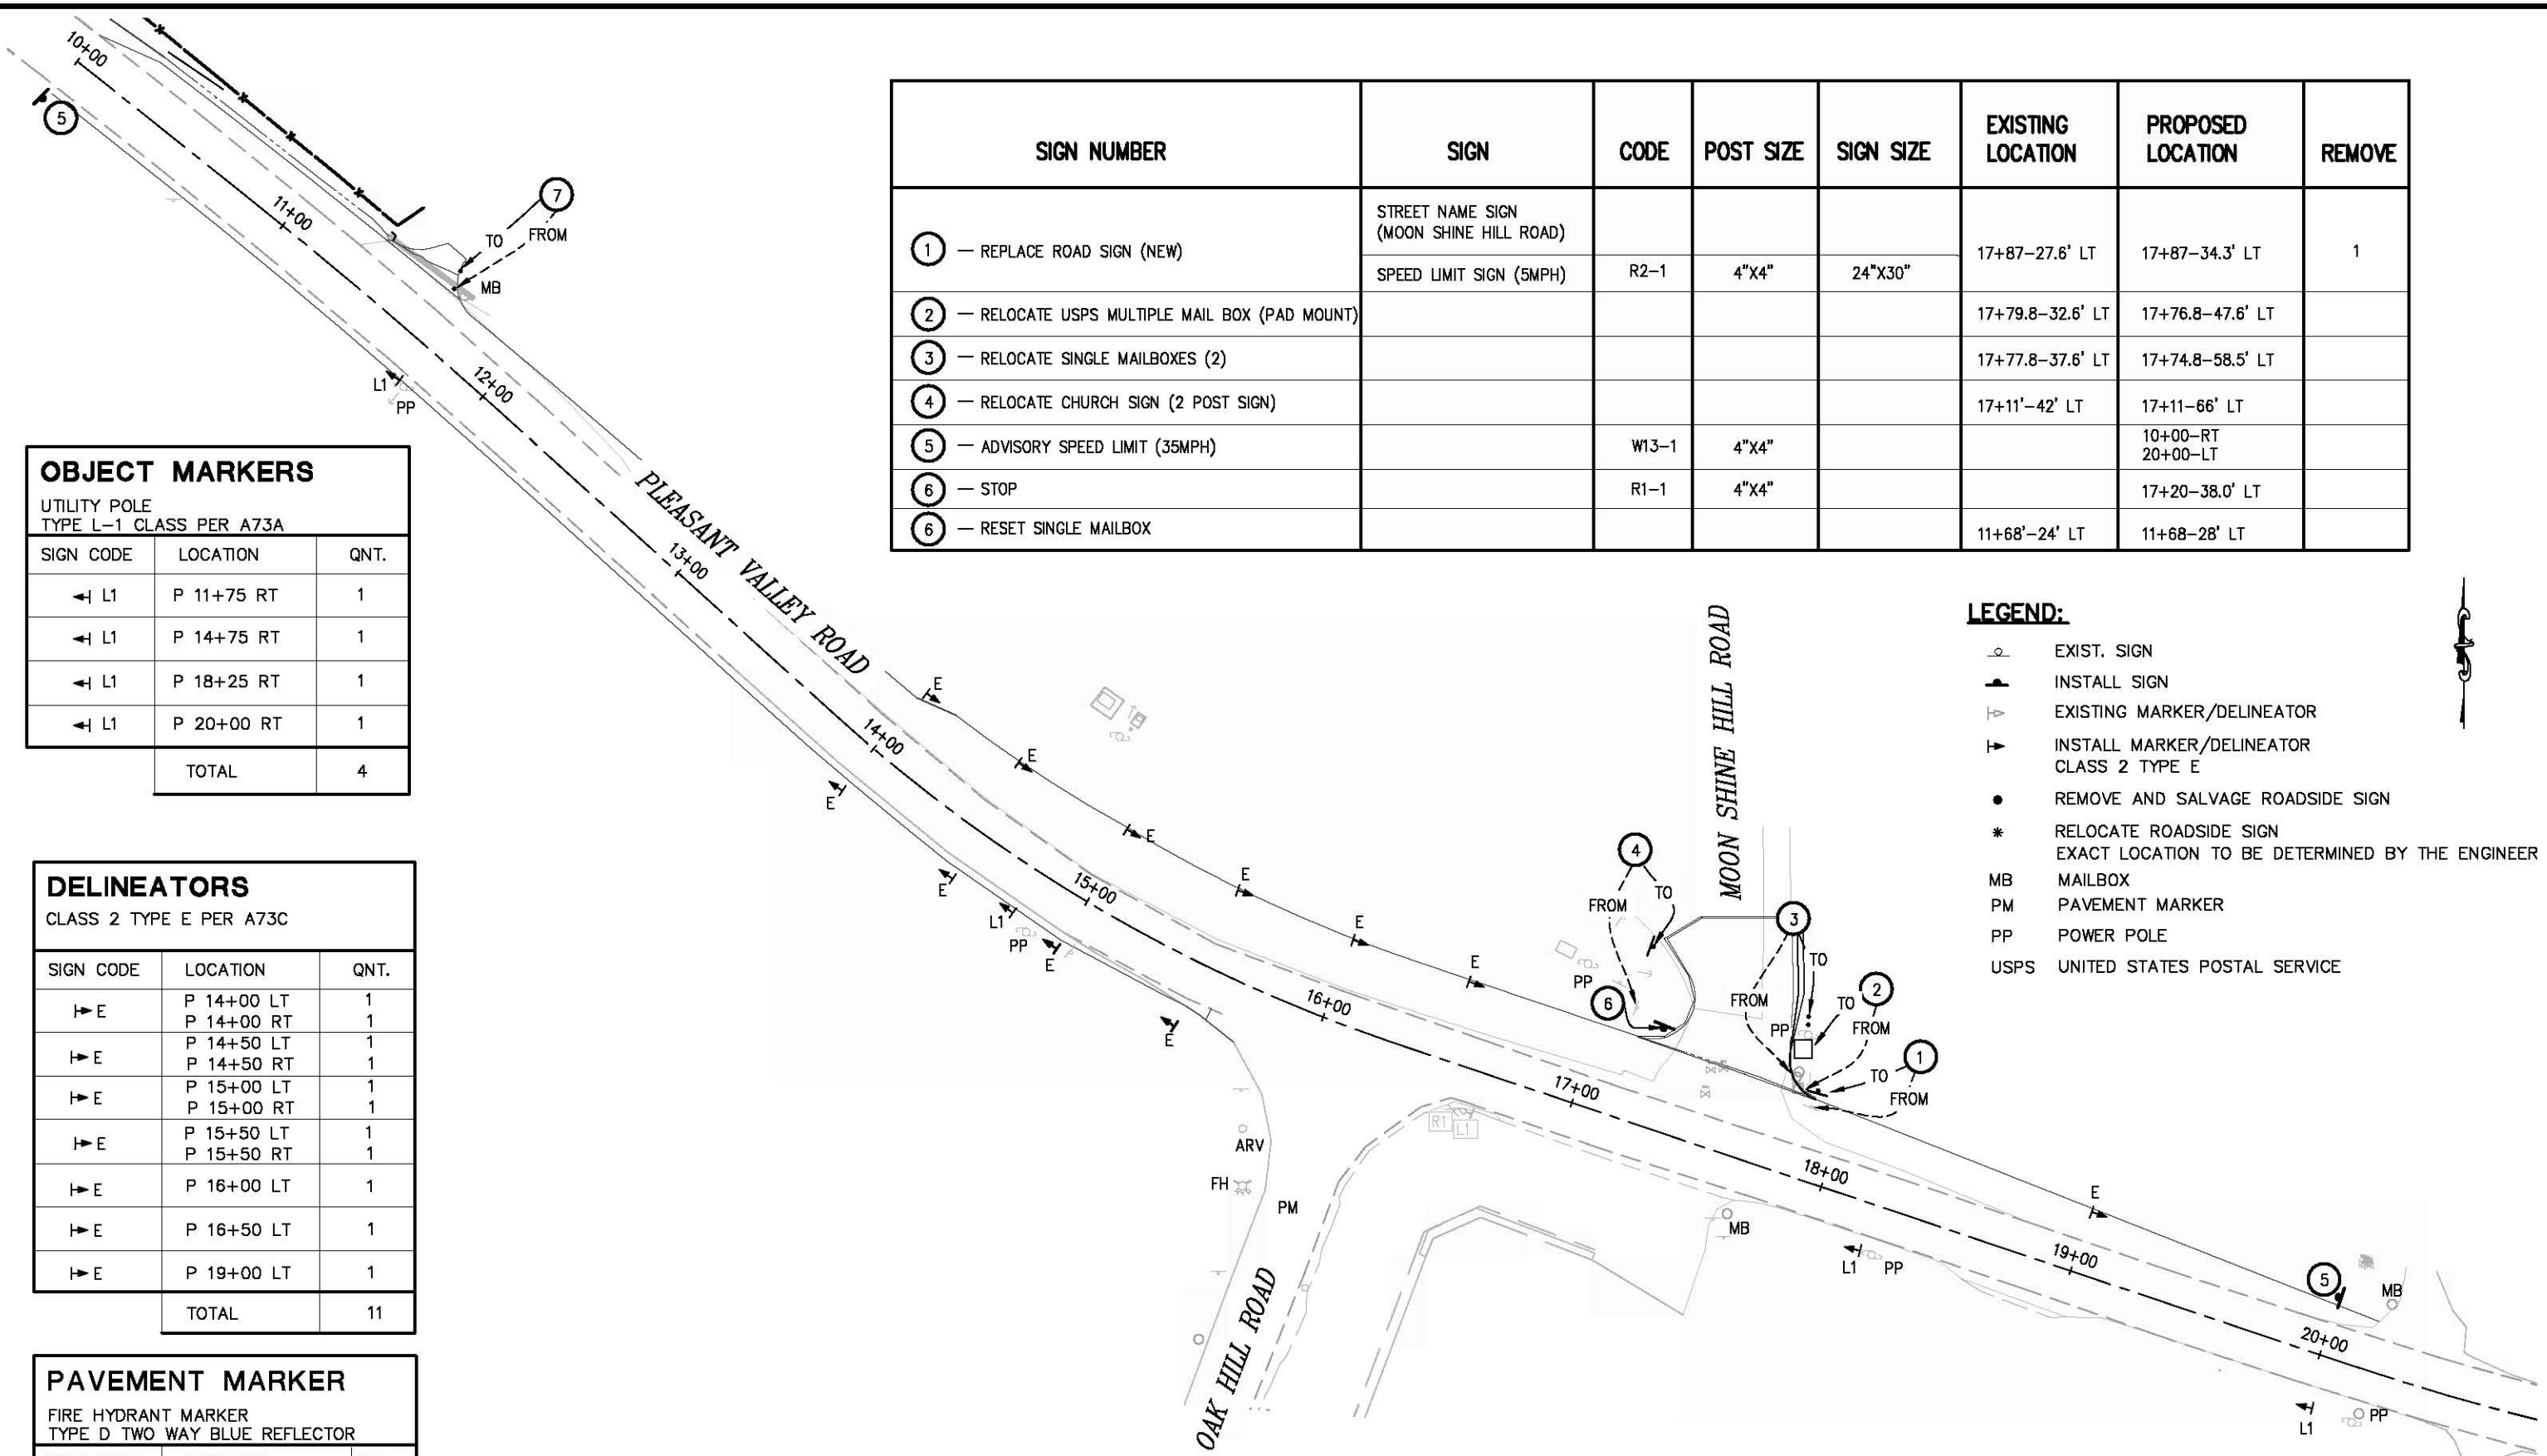 SIGN NUMBER SIGN CODE POST SIZE SIGN SIZE EXISTING LOCATION PROPOSED LOCATION REMOVE
1 — REPLACE ROAD SIGN (NEW) STREET NAME SIGN (MOON SHINE HILL ROAD) 17+87–27.6' LT 17+87–34.3' LT 1
SPEED LIMIT SIGN (5MPH) R2–1 4"X4" 24"X30"
2 — RELOCATE USPS MULTIPLE MAIL BOX (PAD MOUNT) 17+79.8–32.6' LT 17+76.8–47.6' LT
3 — RELOCATE SINGLE MAILBOXES (2) 17+77.8–37.6' LT 17+74.8–58.5' LT
4 — RELOCATE CHURCH SIGN (2 POST SIGN) 17+11'–42' LT 17+11–66' LT
5 — ADVISORY SPEED LIMIT (35MPH) W13–1 4"X4" 10+00–RT
20+00–LT
6 — STOP R1–1 4"X4" 17+20–38.0' LT
6 — RESET SINGLE MAILBOX 11+68'–24' LT 11+68–28' LT
OBJECT MARKERS
UTILITY POLE
TYPE L–1 CLASS PER A73A
SIGN CODE LOCATION QNT.
L1 P 11+75 RT 1
L1 P 14+75 RT 1
L1 P 18+25 RT 1
L1 P 20+00 RT 1
TOTAL 4
DELINEATORS
CLASS 2 TYPE E PER A73C
SIGN CODE LOCATION QNT.
E P 14+00 LT 1
P 14+00 RT 1
E P 14+50 LT 1
P 14+50 RT 1
E P 15+00 LT 1
P 15+00 RT 1
E P 15+50 LT 1
P 15+50 RT 1
E P 16+00 LT 1
E P 16+50 LT 1
E P 19+00 LT 1
TOTAL 11
PAVEMENT MARKER
FIRE HYDRANT MARKER
TYPE D TWO WAY BLUE REFLECTOR
LEGEND:
EXIST. SIGN
INSTALL SIGN
EXISTING MARKER/DELINEATOR
INSTALL MARKER/DELINEATOR
CLASS 2 TYPE E
REMOVE AND SALVAGE ROADSIDE SIGN
RELOCATE ROADSIDE SIGN
EXACT LOCATION TO BE DETERMINED BY THE ENGINEER
MB MAILBOX
PM PAVEMENT MARKER
PP POWER POLE
USPS UNITED STATES POSTAL SERVICE
10+00
5
11+00
7
TO
FROM
MB
12+00
L1
PP
PLEASANT VALLEY ROAD
13+00
14+00
E
E
E
E
E
E
E
E
L1
PP
E
E
15+00
16+00
MOON SHINE HILL ROAD
4
FROM
TO
PP
6
3
TO
FROM
PP
2
TO
FROM
1
TO
FROM
17+00
R1
L1
ARV
FH
PM
OAK HILL ROAD
MB
18+00
L1
PP
E
19+00
5
MB
20+00
L1
PP